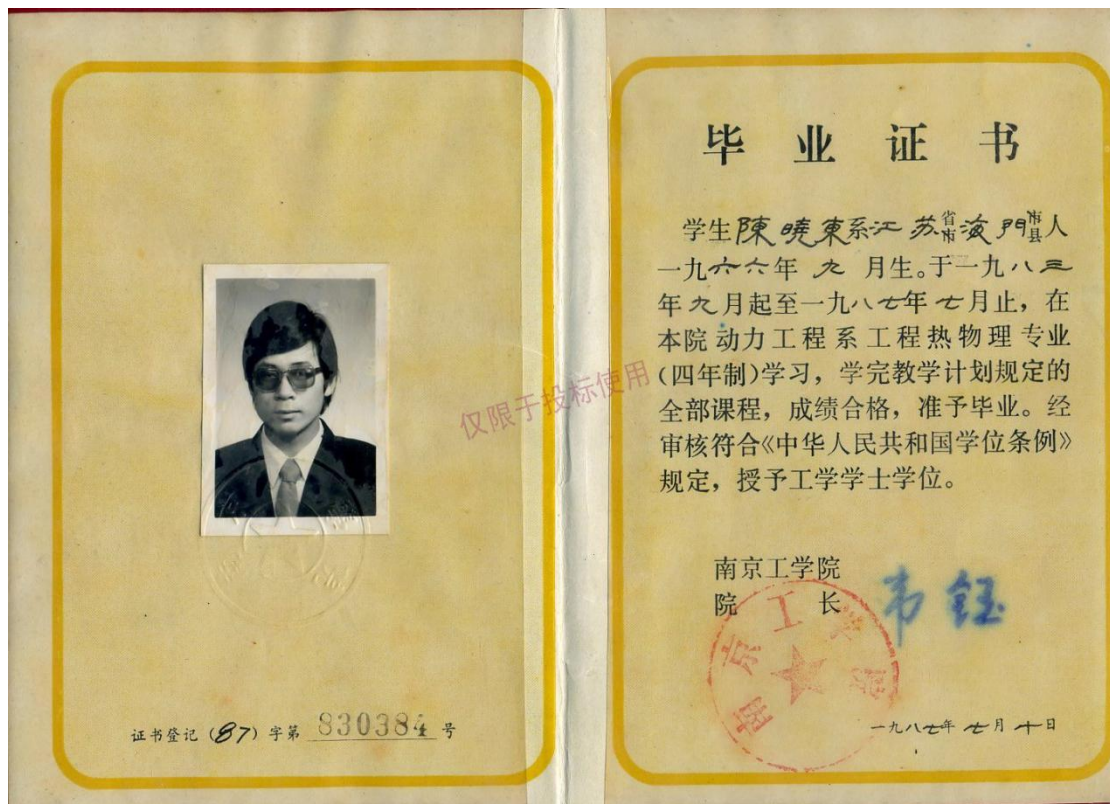 仅限于投标使用
证书登记(87)字第 830384 号
毕业证书
学生陳曉東系江苏省市海門市县人
一九六六年九月生。于一九八三
年九月起至一九八七年七月止，在
本院动力工程系工程热物理专业
(四年制)学习，学完教学计划规定的
全部课程，成绩合格，准予毕业。经
审核符合《中华人民共和国学位条例》
规定，授予工学学士学位。
南京工学院
院长 韦钰
南京工学院
一九八七年七月十日